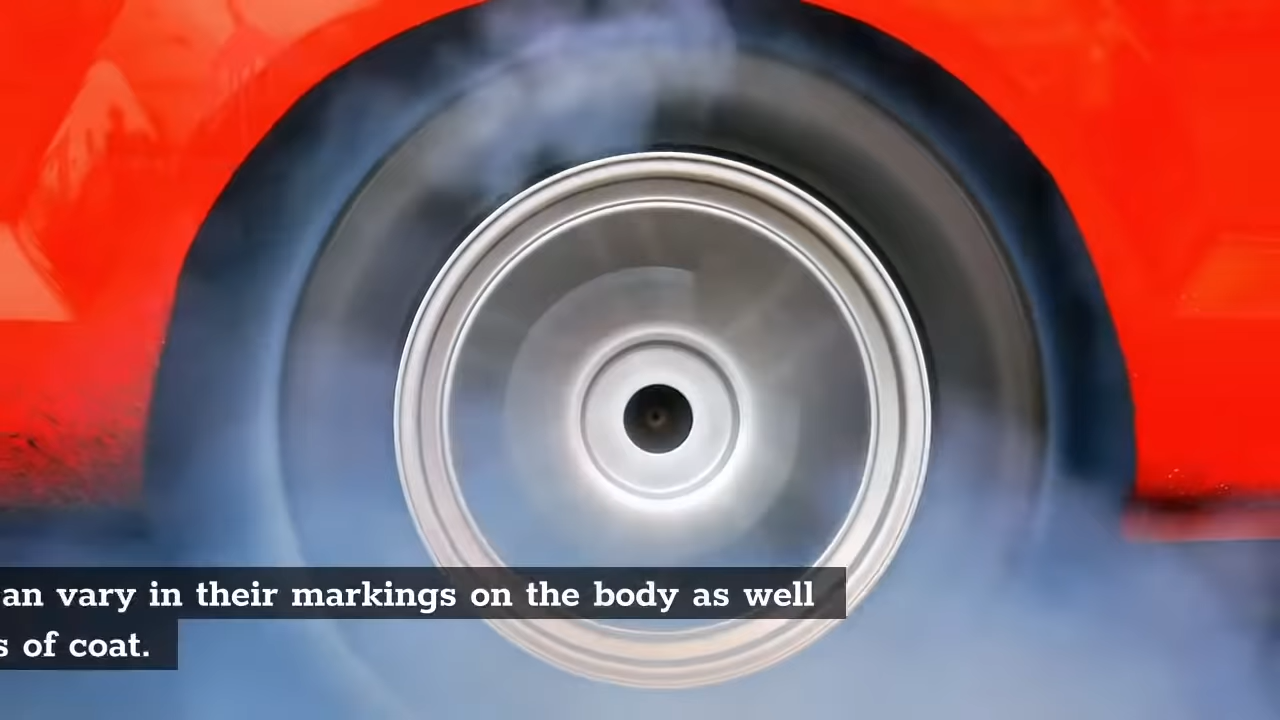 an vary in their markings on the body as well
of coat.